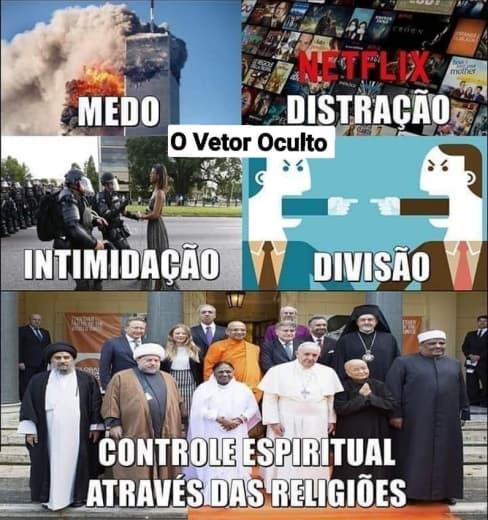 MEDO
NETFLIX
DISTRAÇÃO
O Vetor Oculto
INTIMIDAÇÃO
DIVISÃO
CONTROLE ESPIRITUAL
ATRAVÉS DAS RELIGIÕES